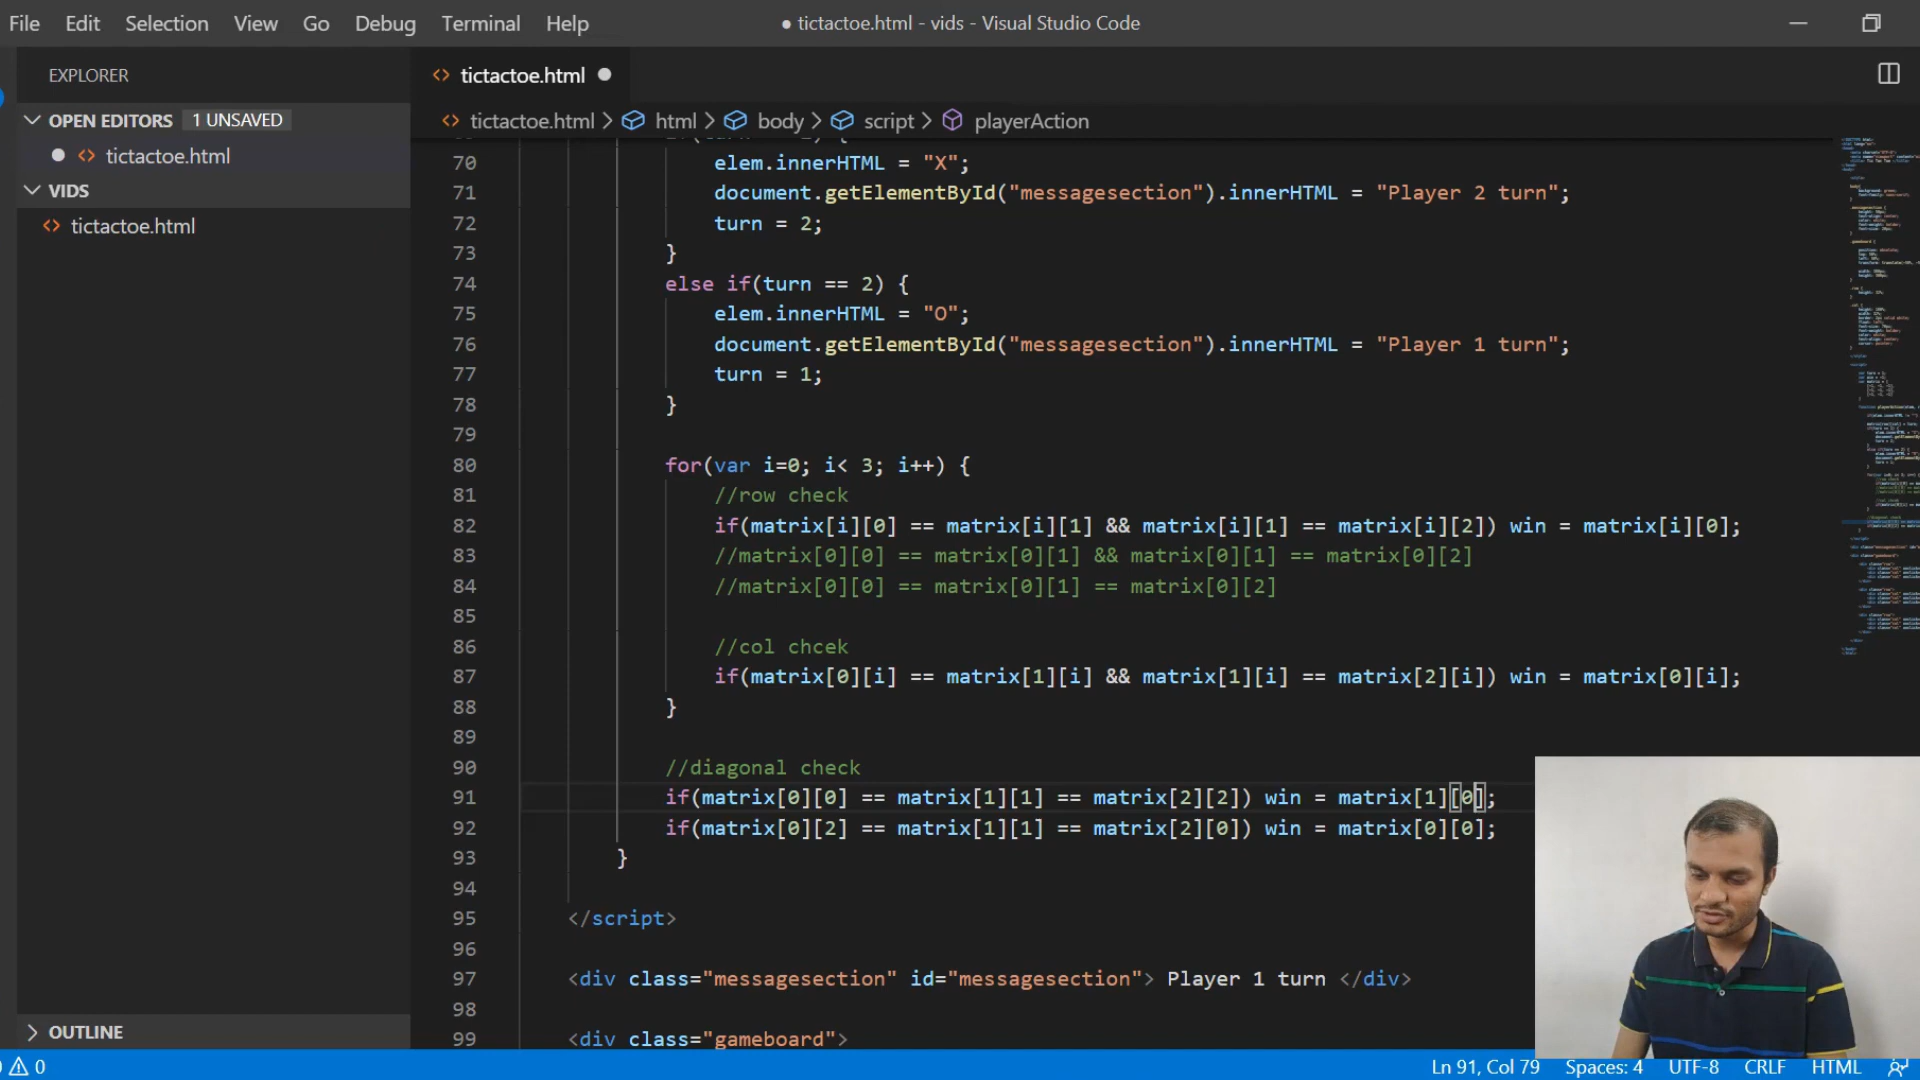 File Edit Selection View Go Debug Terminal Help
● tictactoe.html - vids - Visual Studio Code
EXPLORER
OPEN EDITORS 1 UNSAVED
tictactoe.html
VIDS
tictactoe.html
OUTLINE
tictactoe.html
tictactoe.html > html > body > script > playerAction
70 elem.innerHTML = "X";
71 document.getElementById("messagesection").innerHTML = "Player 2 turn";
72 turn = 2;
73 }
74 else if(turn == 2) {
75 elem.innerHTML = "O";
76 document.getElementById("messagesection").innerHTML = "Player 1 turn";
77 turn = 1;
78 }
79
80 for(var i=0; i< 3; i++) {
81 //row check
82 if(matrix[i][0] == matrix[i][1] && matrix[i][1] == matrix[i][2]) win = matrix[i][0];
83 //matrix[0][0] == matrix[0][1] && matrix[0][1] == matrix[0][2]
84 //matrix[0][0] == matrix[0][1] == matrix[0][2]
85
86 //col chcek
87 if(matrix[0][i] == matrix[1][i] && matrix[1][i] == matrix[2][i]) win = matrix[0][i];
88 }
89
90 //diagonal check
91 if(matrix[0][0] == matrix[1][1] == matrix[2][2]) win = matrix[1][0];
92 if(matrix[0][2] == matrix[1][1] == matrix[2][0]) win = matrix[0][0];
93 }
94
95 </script>
96
97 <div class="messagesection" id="messagesection"> Player 1 turn </div>
98
99 <div class="gameboard">
0 Ln 91, Col 79 Spaces: 4 UTF-8 CRLF HTML